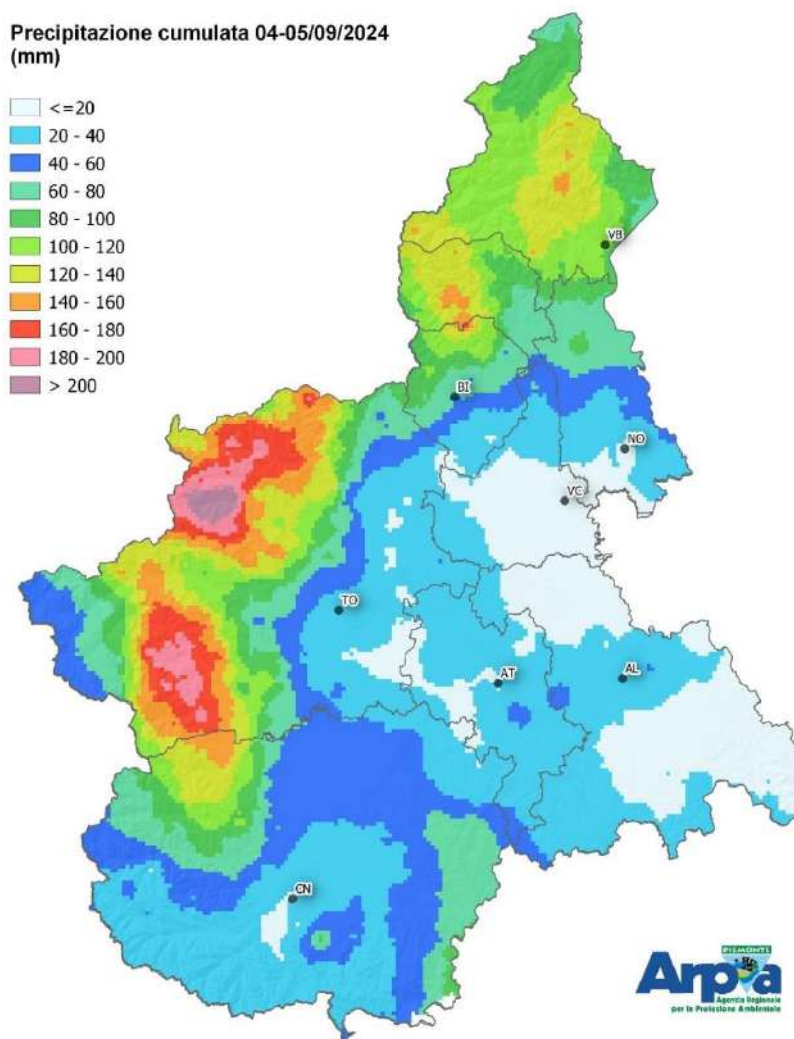 Precipitazione cumulata 04-05/09/2024
(mm)
<=20
20 - 40
40 - 60
60 - 80
80 - 100
100 - 120
120 - 140
140 - 160
160 - 180
180 - 200
> 200
VB
BI
NO
VC
TO
AT
AL
CN
PIEMONTE
Arpa
Agenzia Regionale
per la Protezione Ambientale